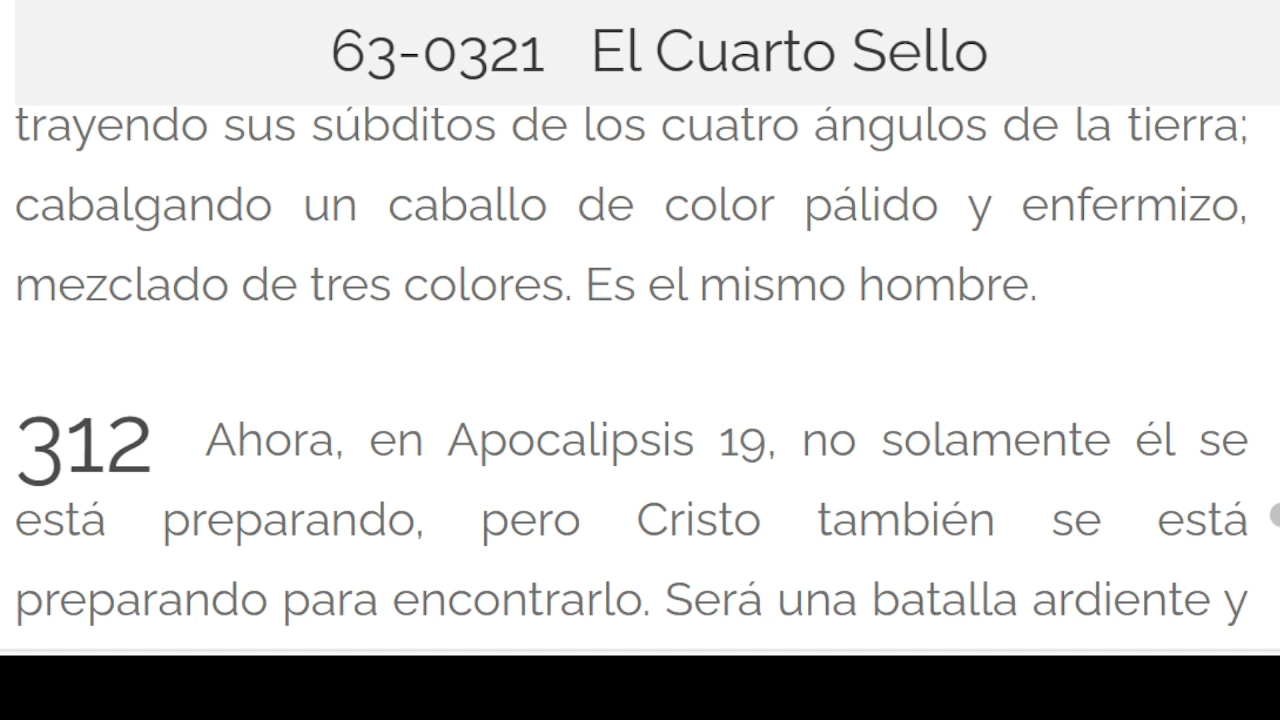 63-0321 El Cuarto Sello
trayendo sus súbditos de los cuatro ángulos de la tierra;
cabalgando un caballo de color pálido y enfermizo,
mezclado de tres colores. Es el mismo hombre.
312 Ahora, en Apocalipsis 19, no solamente él se
está preparando, pero Cristo también se está
preparando para encontrarlo. Será una batalla ardiente y